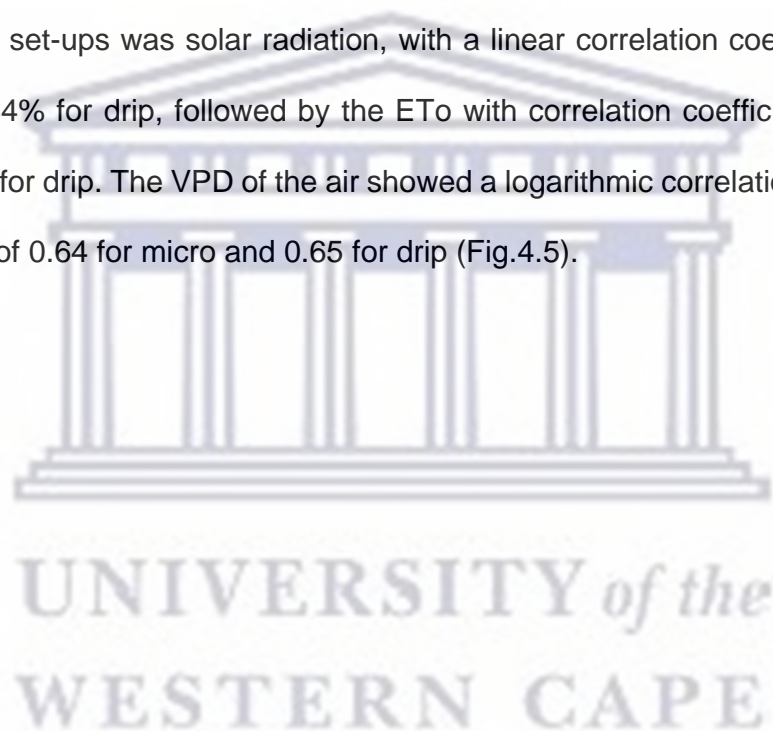 set-ups was solar radiation, with a linear correlation coe
4% for drip, followed by the ETo with correlation coeffic
for drip. The VPD of the air showed a logarithmic correlatio
of 0.64 for micro and 0.65 for drip (Fig.4.5).
UNIVERSITY of the
WESTERN CAPE